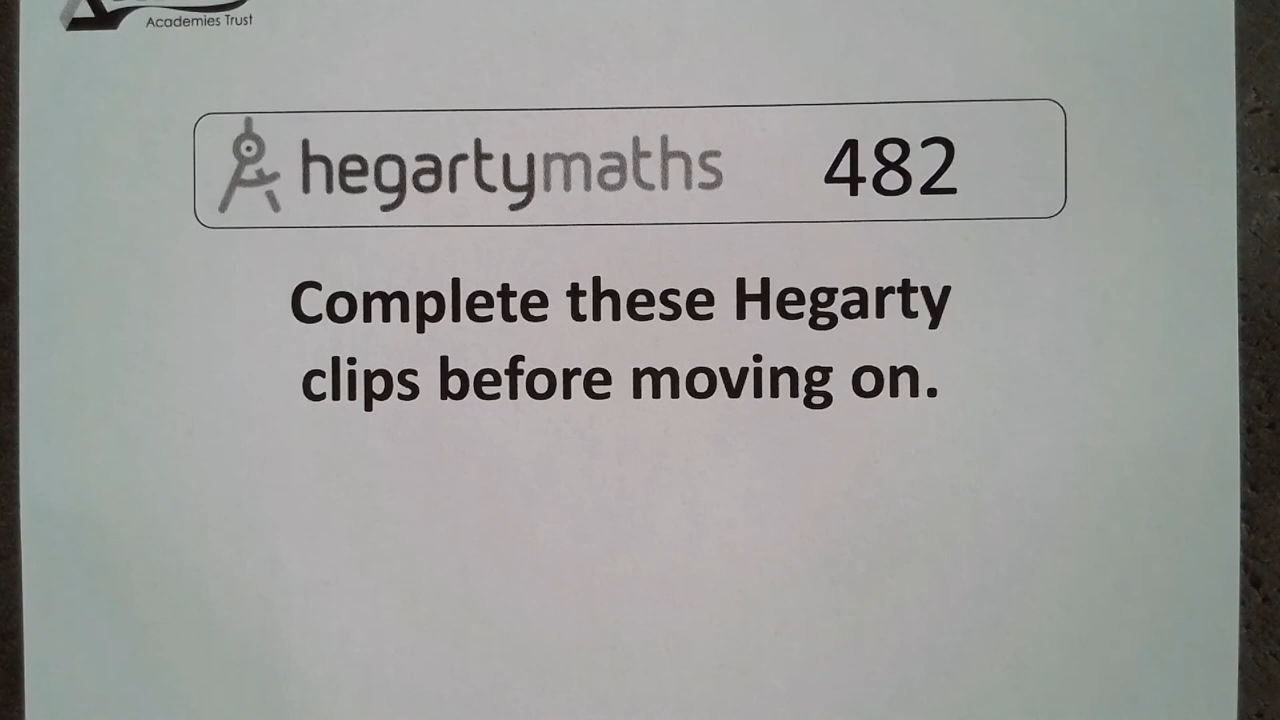 Academies Trust
hegartymaths 482
Complete these Hegarty
clips before moving on.